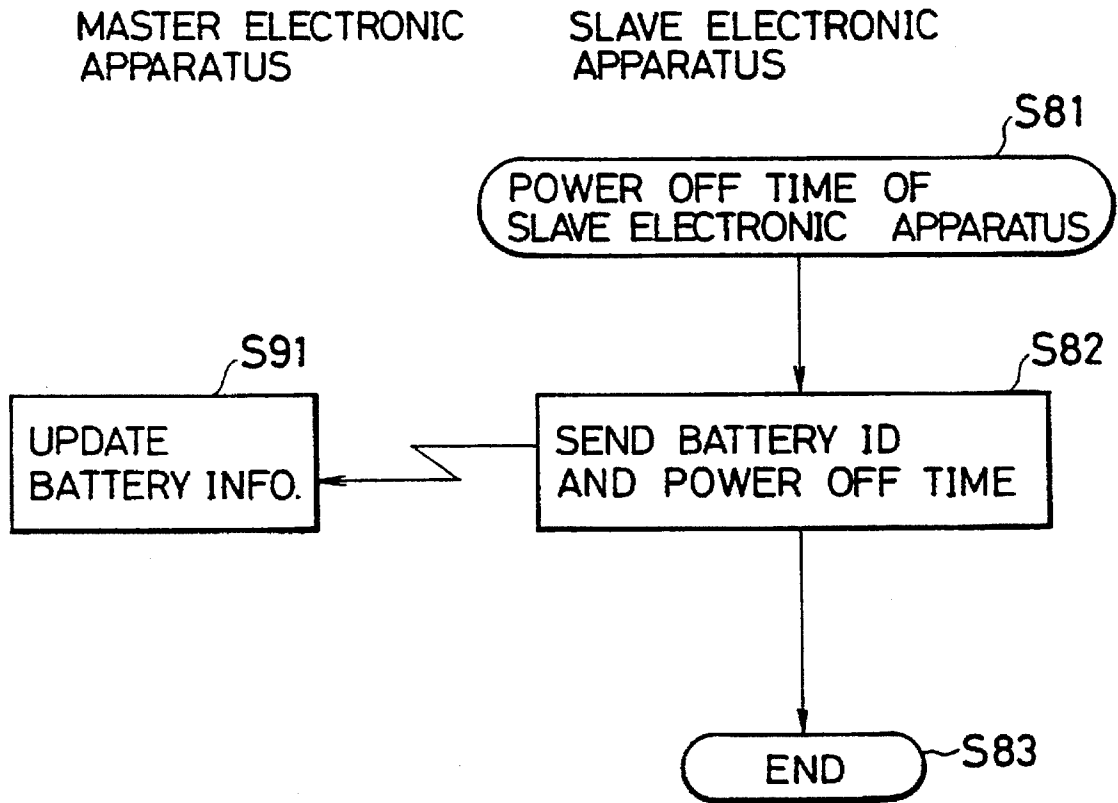 MASTER ELECTRONIC
APPARATUS
SLAVE ELECTRONIC
APPARATUS
S81
POWER OFF TIME OF
SLAVE ELECTRONIC APPARATUS
S91
UPDATE
BATTERY INFO.
S82
SEND BATTERY ID
AND POWER OFF TIME
END
S83